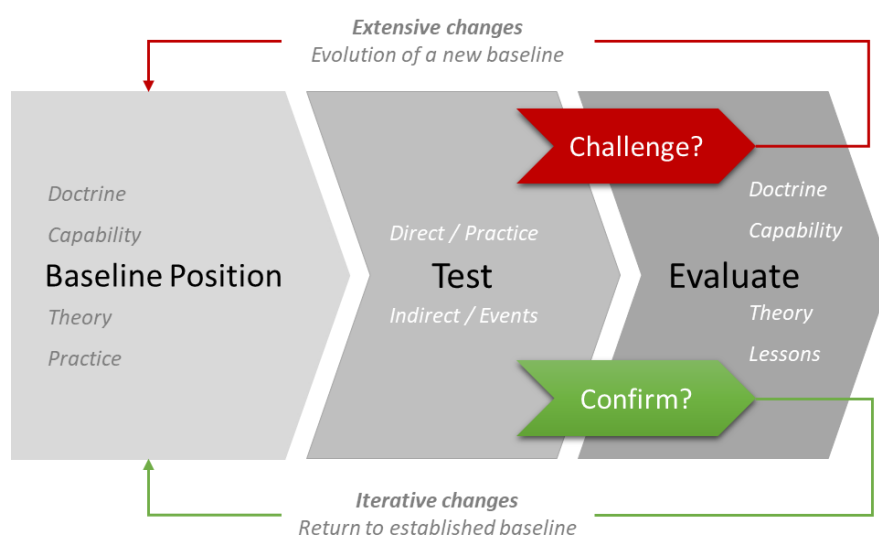 Extensive changes
Evolution of a new baseline
Challenge?
Doctrine
Capability
Baseline Position
Theory
Practice
Direct / Practice
Test
Indirect / Events
Doctrine
Capability
Evaluate
Theory
Lessons
Confirm?
Iterative changes
Return to established baseline